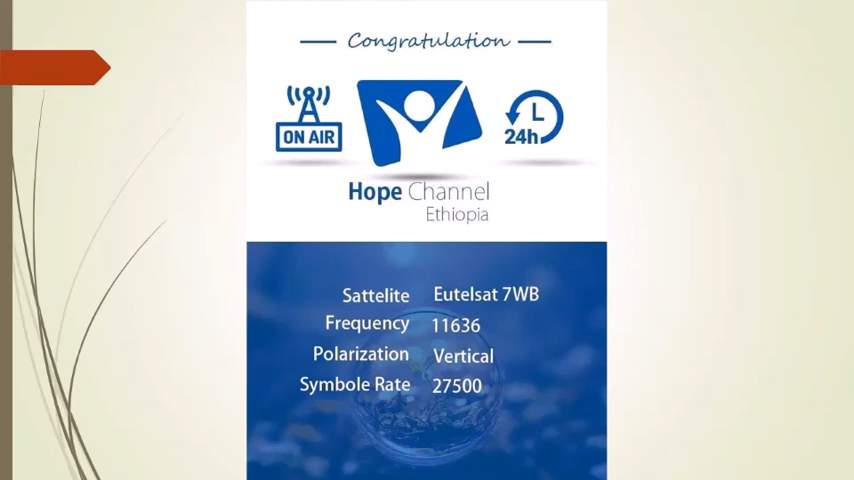 Congratulation
ON AIR
L
24h
Hope Channel
Ethiopia
Sattelite Eutelsat 7WB
Frequency 11636
Polarization Vertical
Symbole Rate 27500